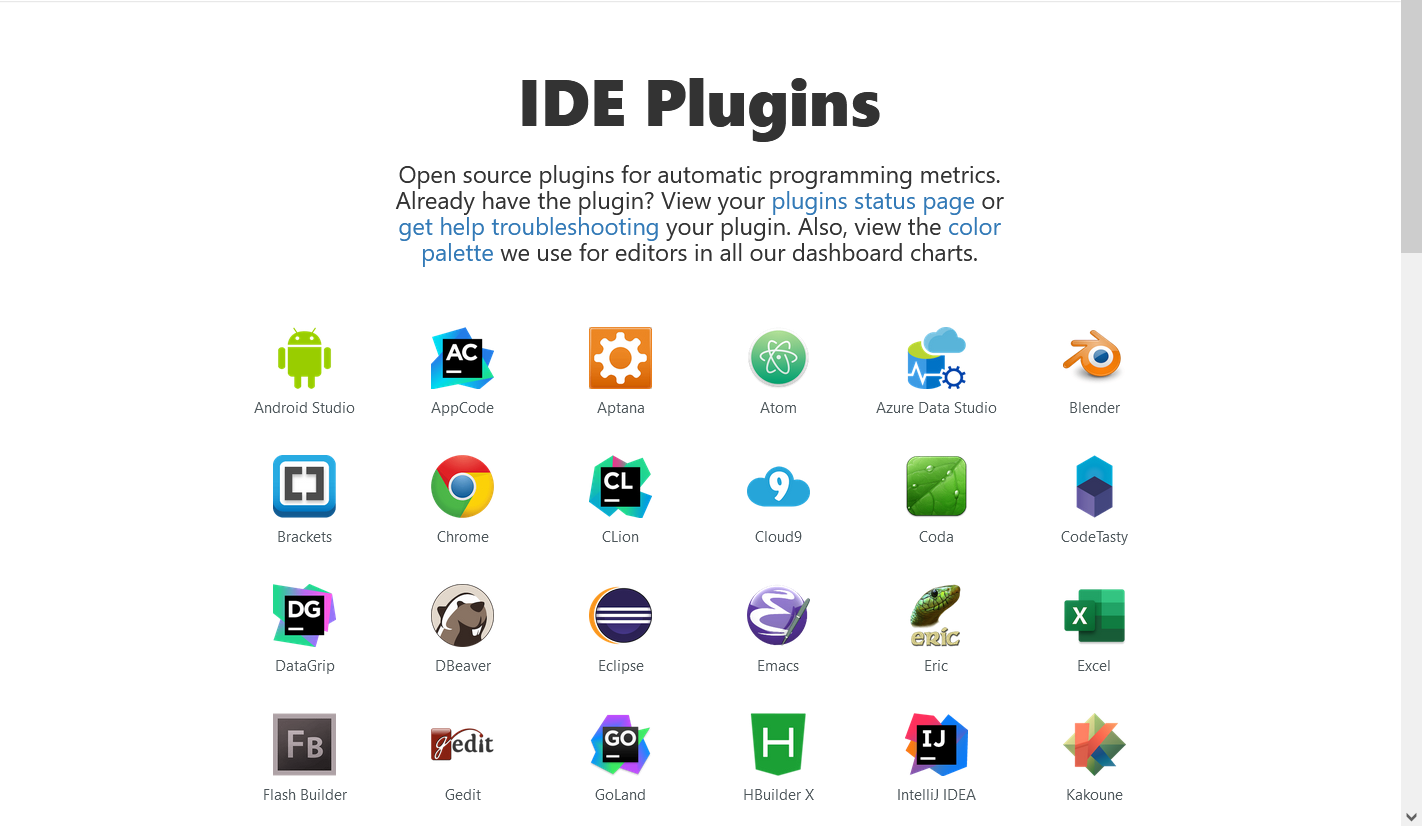 IDE Plugins
Open source plugins for automatic programming metrics.
Already have the plugin? View your plugins status page or
get help troubleshooting your plugin. Also, view the color
palette we use for editors in all our dashboard charts.
AC
Android Studio AppCode Aptana Atom Azure Data Studio Blender
CL 9
Brackets Chrome CLion Cloud9 Coda CodeTasty
DG eric X
DataGrip DBeaver Eclipse Emacs Eric Excel
FB gedit GO H IJ
Flash Builder Gedit GoLand HBuilder X IntelliJ IDEA Kakoune